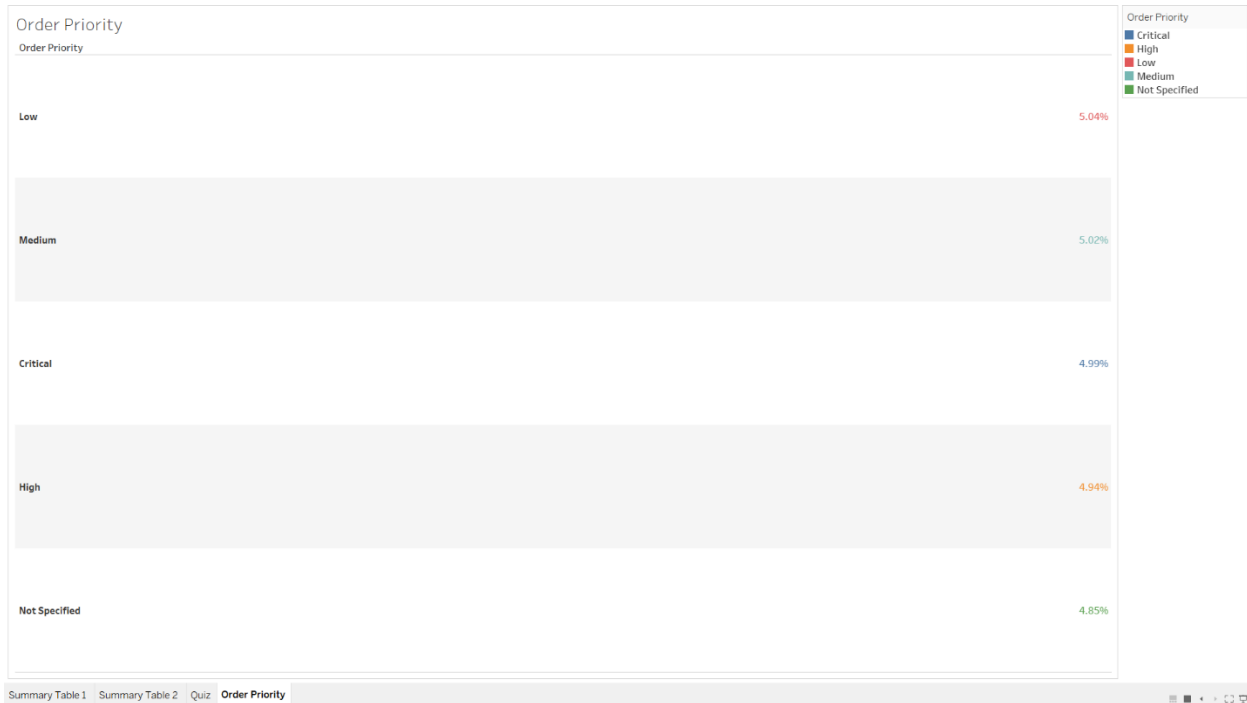 Order Priority
Order Priority
Low 5.04%
Medium 5.02%
Critical 4.99%
High 4.94%
Not Specified 4.85%
Order Priority
Critical
High
Low
Medium
Not Specified
Summary Table 1 Summary Table 2 Quiz Order Priority